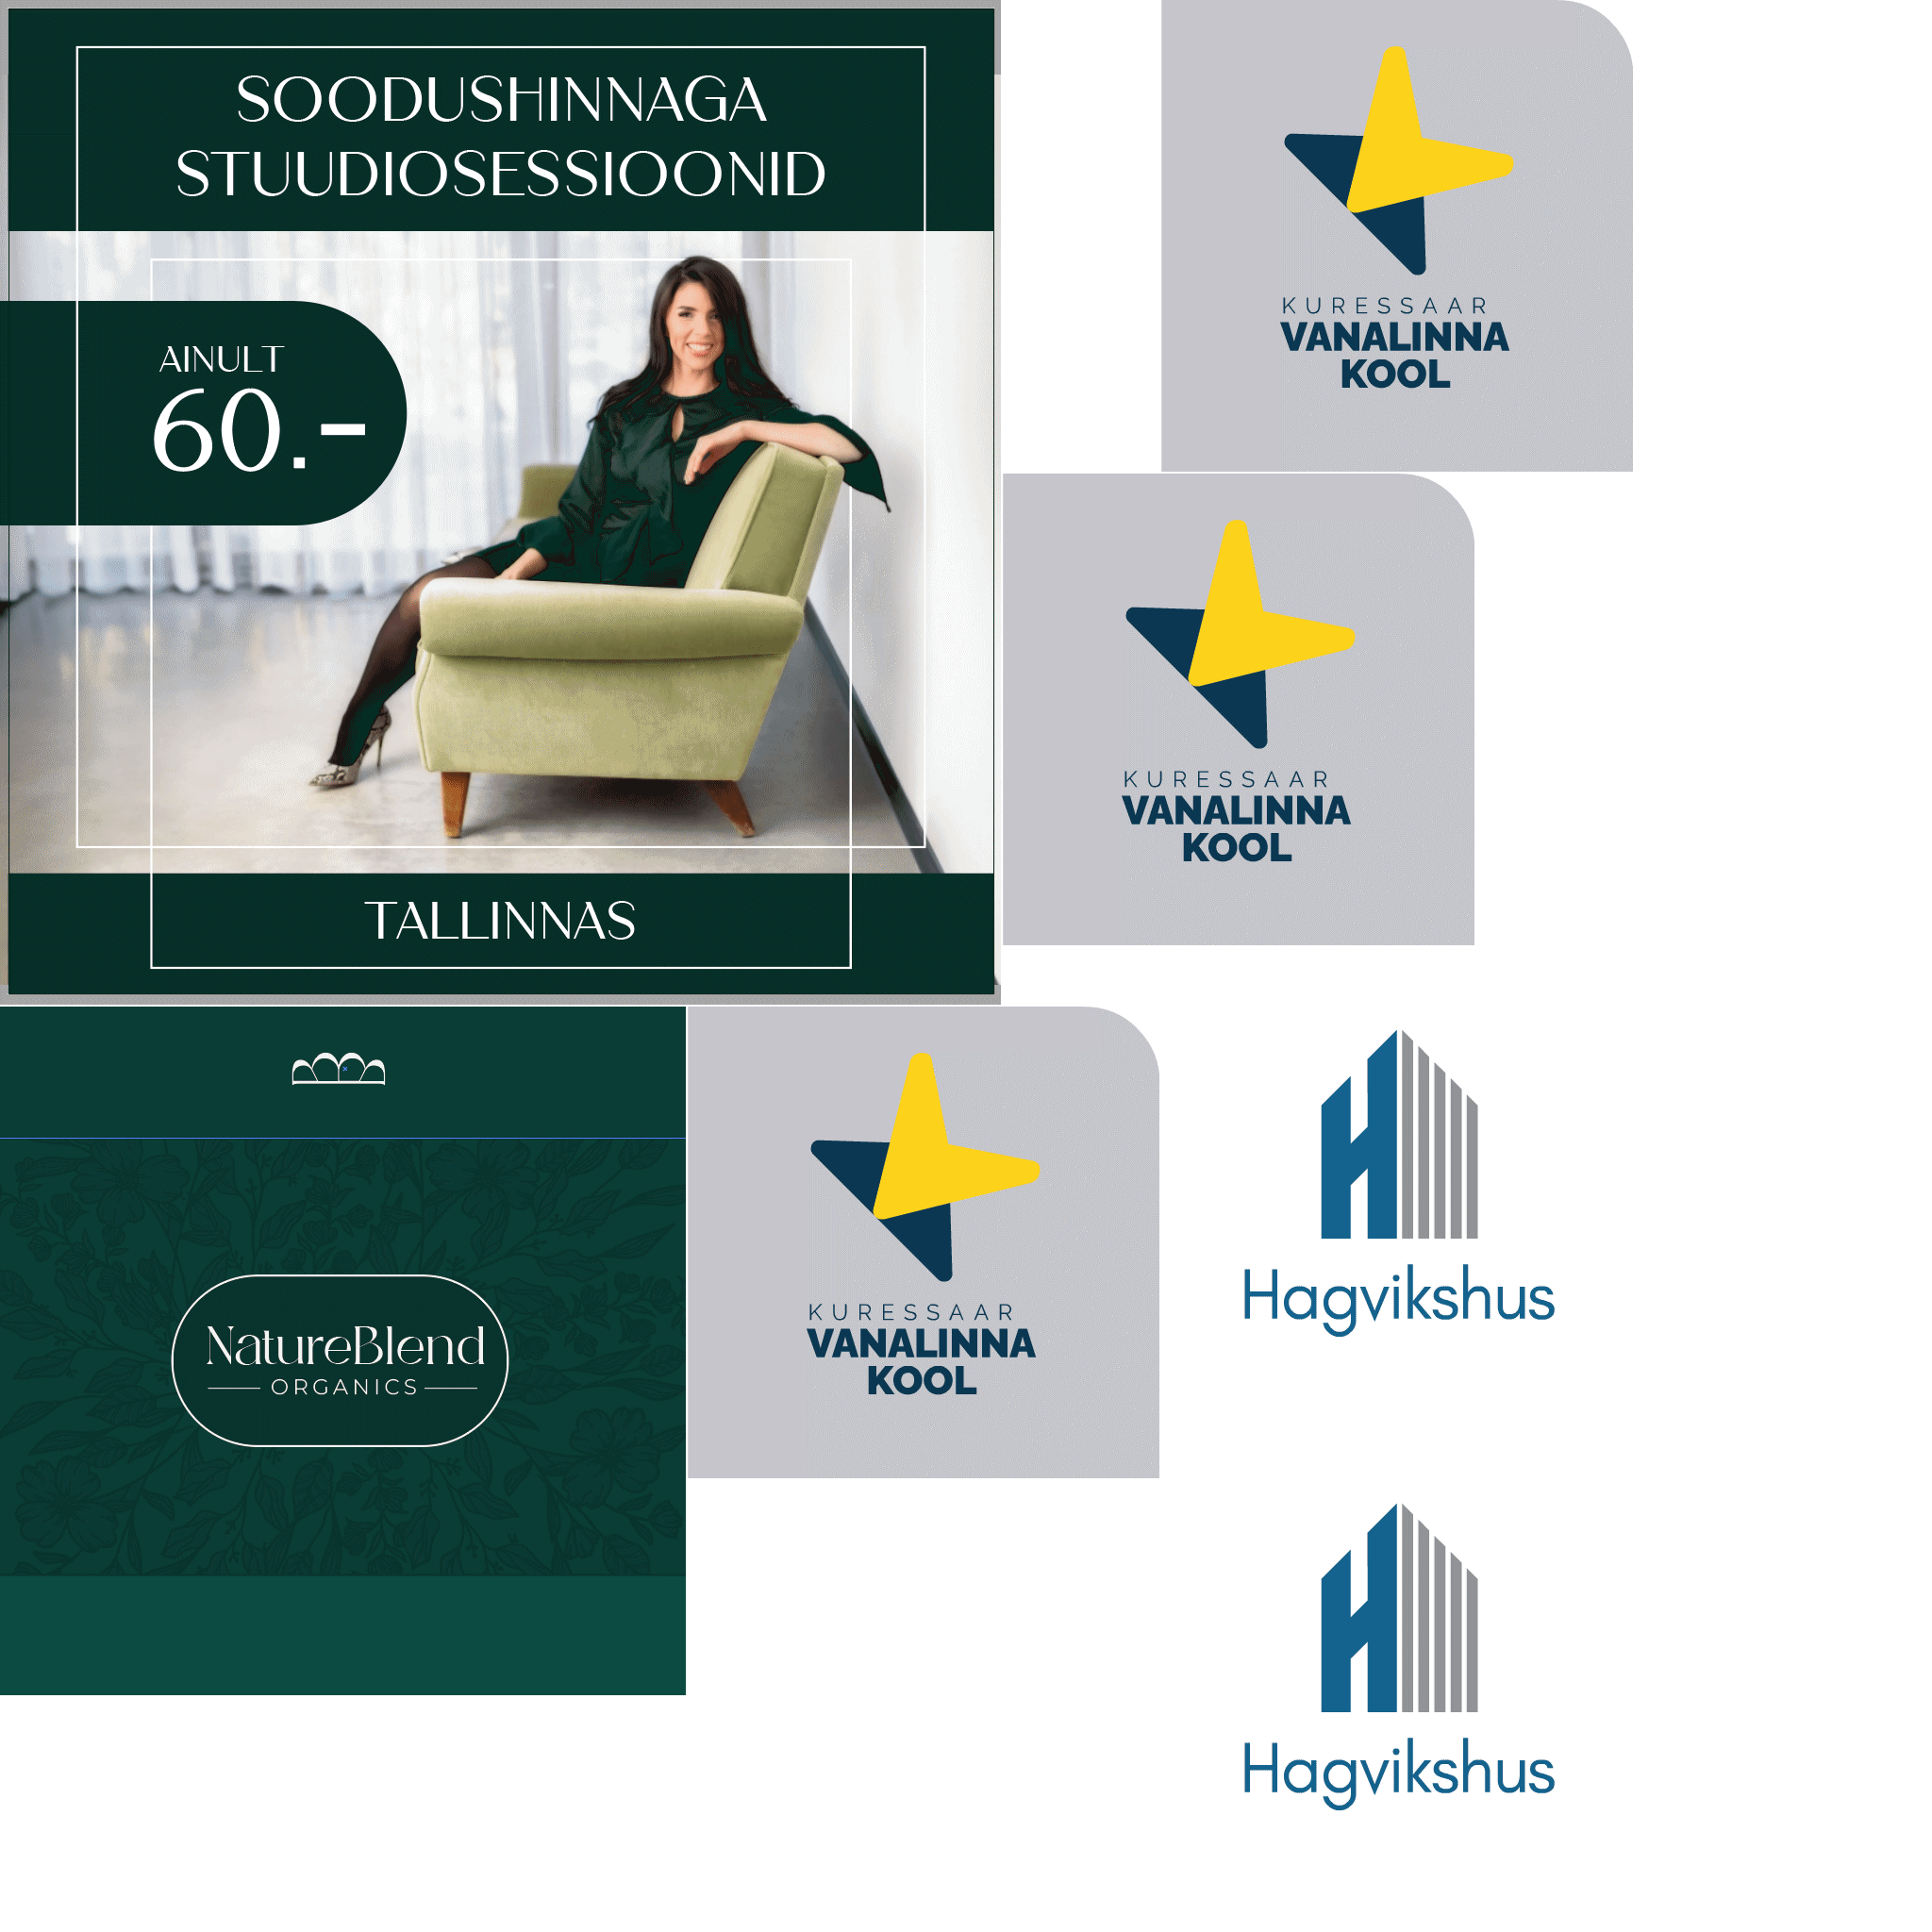 SOODUSHINNAGA
STUUDIOSESSIOONID
AINULT
60.-
TALLINNAS
KURESSAAR
VANALINNA
KOOL
KURESSAAR
VANALINNA
KOOL
NatureBlend
ORGANICS
KURESSAAR
VANALINNA
KOOL
Hagvikshus
Hagvikshus